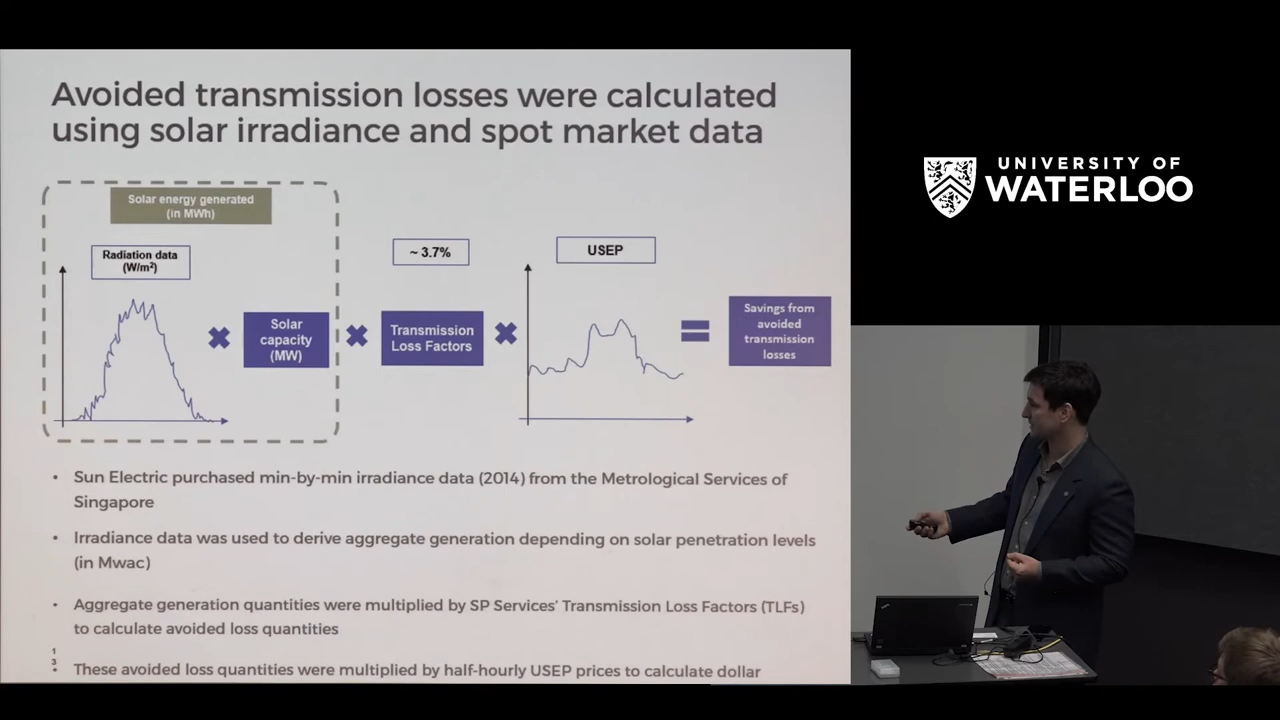 Avoided transmission losses were calculated
using solar irradiance and spot market data
Solar energy generated
(in MWh)
Radiation data
(W/m²)
Solar
capacity
(MW)
~ 3.7%
Transmission
Loss Factors
USEP
Savings from
avoided
transmission
losses
• Sun Electric purchased min-by-min irradiance data (2014) from the Metrological Services of
Singapore
• Irradiance data was used to derive aggregate generation depending on solar penetration levels
(in Mwac)
• Aggregate generation quantities were multiplied by SP Services' Transmission Loss Factors (TLFs)
to calculate avoided loss quantities
1
3
• These avoided loss quantities were multiplied by half-hourly USEP prices to calculate dollar
UNIVERSITY OF
WATERLOO